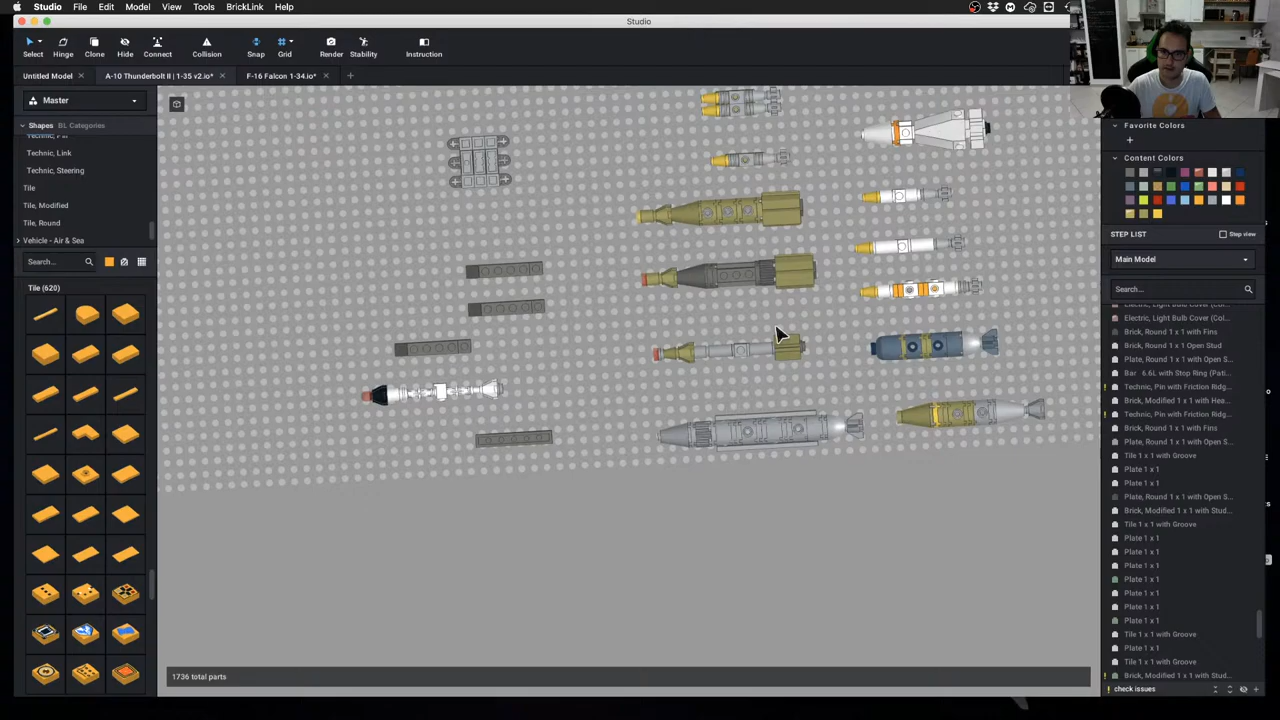 Studio File Edit Model View Tools BrickLink Help
Studio
Select Hinge Clone Hide Connect Collision Snap Grid Render Stability Instruction
Untitled Model A-10 Thunderbolt II | 1-35 v2.io* F-16 Falcon 1-34.io*
Master
Shapes BL Categories
Technic, Link
Technic, Steering
Tile
Tile, Modified
Tile, Round
Vehicle - Air & Sea
Search...
Tile (620)
1736 total parts
Favorite Colors
Content Colors
STEP LIST Step view
Main Model
Search...
Electric, Light Bulb Cover (Col...
Brick, Round 1 x 1 with Fins
Brick, Round 1 x 1 Open Stud
Plate, Round 1 x 1 with Open S...
Bar 6.6L with Stop Ring (Pati...
Technic, Pin with Friction Ridg...
Brick, Modified 1 x 1 with Hea...
Technic, Pin with Friction Ridg...
Brick, Round 1 x 1 with Fins
Plate, Round 1 x 1 with Open S...
Tile 1 x 1 with Groove
Plate 1 x 1
Plate 1 x 1
Plate, Round 1 x 1 with Open S...
Brick, Modified 1 x 1 with Stud...
Tile 1 x 1 with Groove
Plate 1 x 1
Plate 1 x 1
Plate 1 x 1
Plate 1 x 1
Plate 1 x 1
Plate 1 x 1
Plate 1 x 1
Tile 1 x 1 with Groove
Plate 1 x 1
Tile 1 x 1 with Groove
Brick, Modified 1 x 1 with Stud...
check issues